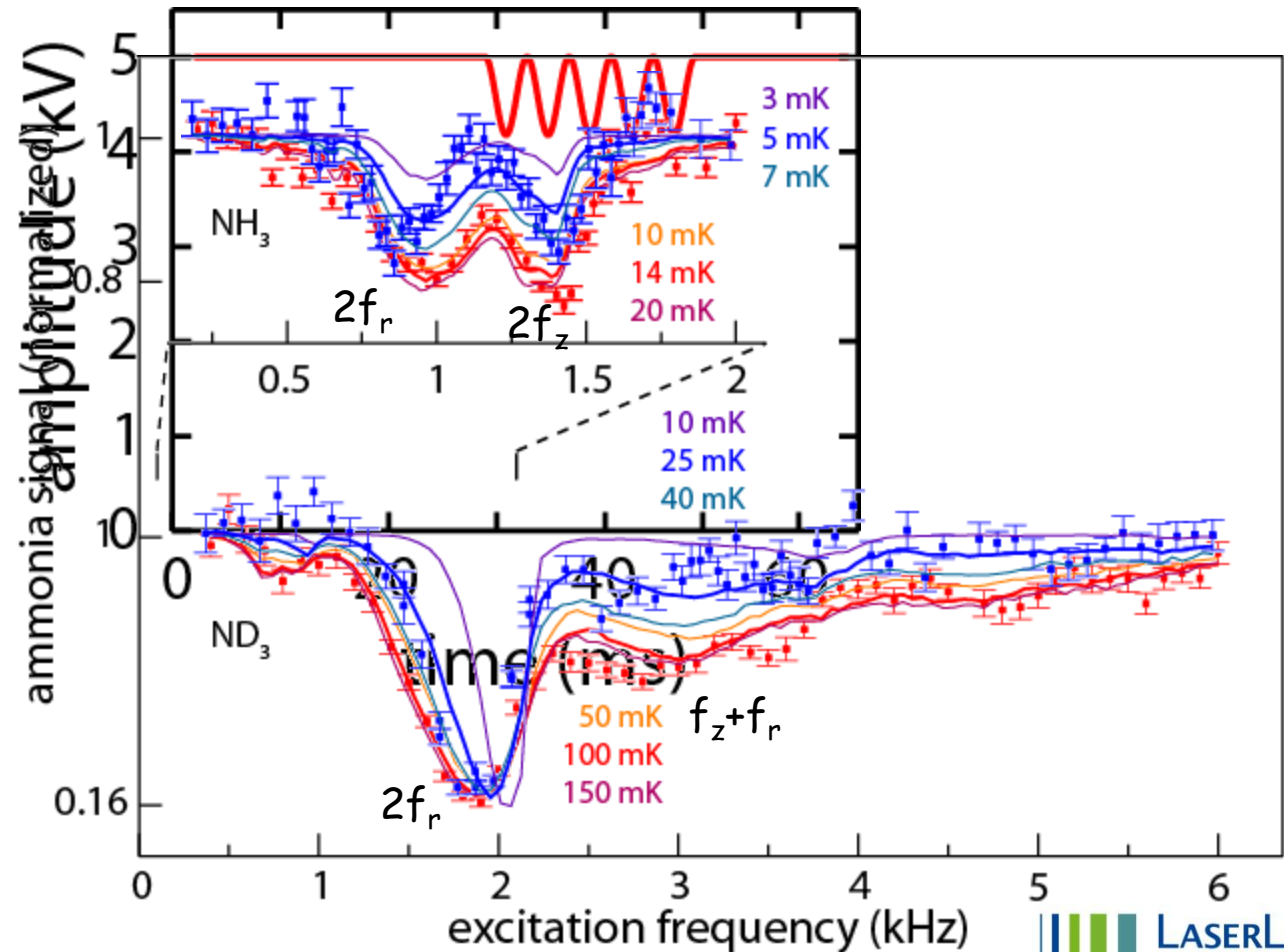 amplitude (kV)
ammonia signal (normalized)
5
4
3
2
1
0
0 20 40 60
time (ms)
1
0.8
NH₃
3 mK
5 mK
7 mK
10 mK
14 mK
20 mK
2fᵣ
2f_z
0.5 1 1.5 2
10 mK
25 mK
40 mK
1
0.16
ND₃
50 mK
100 mK
150 mK
2fᵣ
f_z+fᵣ
0 1 2 3 4 5 6
excitation frequency (kHz)
LASERL